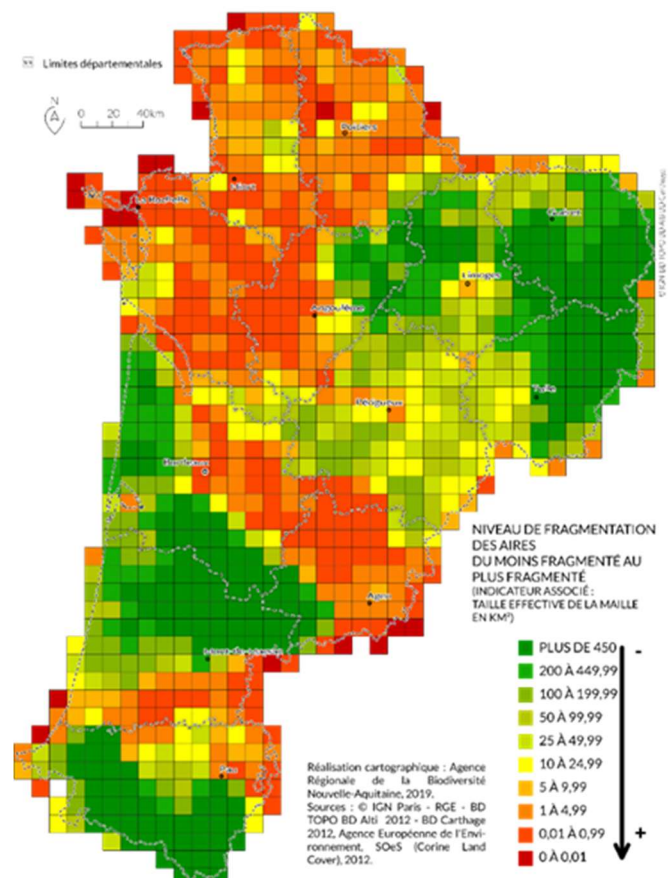 Limites départementales
N
0 20 40km
Poitiers
Niort
La Rochelle
Guéret
Limoges
Angoulême
Tulle
Périgueux
Bordeaux
Agen
Mont-de-Marsan
Pau
NIVEAU DE FRAGMENTATION
DES AIRES
DU MOINS FRAGMENTÉ AU
PLUS FRAGMENTÉ
(INDICATEUR ASSOCIÉ :
TAILLE EFFECTIVE DE LA MAILLE
EN KM²)
PLUS DE 450 -
200 À 449,99
100 À 199,99
50 À 99,99
25 À 49,99
10 À 24,99
5 À 9,99
1 À 4,99
0,01 À 0,99 +
0 À 0,01
Réalisation cartographique : Agence
Régionale de la Biodiversité
Nouvelle-Aquitaine, 2019.
Sources : © IGN Paris - RGE - BD
TOPO BD Alti 2012 - BD Carthage
2012, Agence Européenne de l'Envi-
ronnement, SOeS (Corine Land
Cover), 2012.